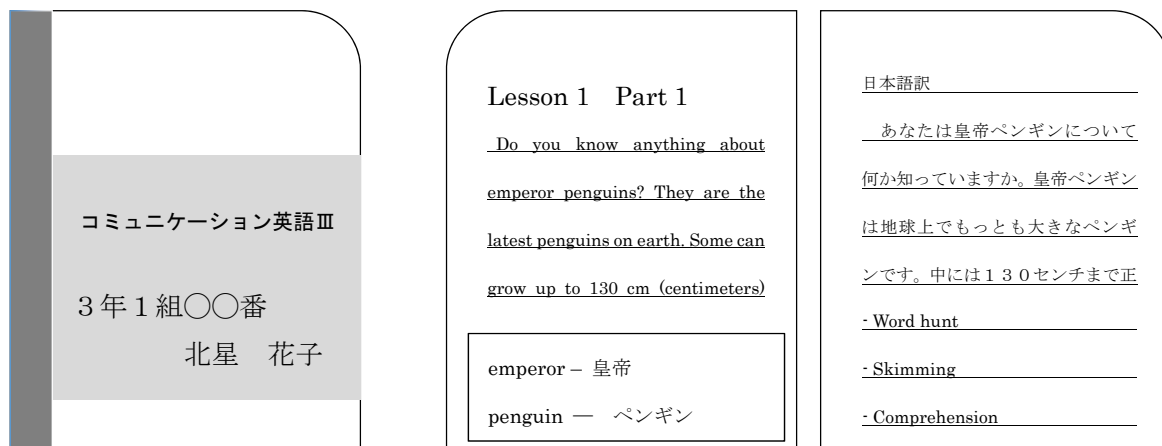 コミュニケーション英語Ⅲ
３年１組〇〇番
北星　花子
Lesson 1　Part 1
Do you know anything about
emperor penguins? They are the
latest penguins on earth. Some can
grow up to 130 cm (centimeters)
emperor – 皇帝
penguin ―　ペンギン
日本語訳
あなたは皇帝ペンギンについて
何か知っていますか。皇帝ペンギン
は地球上でもっとも大きなペンギ
ンです。中には１３０センチまで正
- Word hunt
- Skimming
- Comprehension